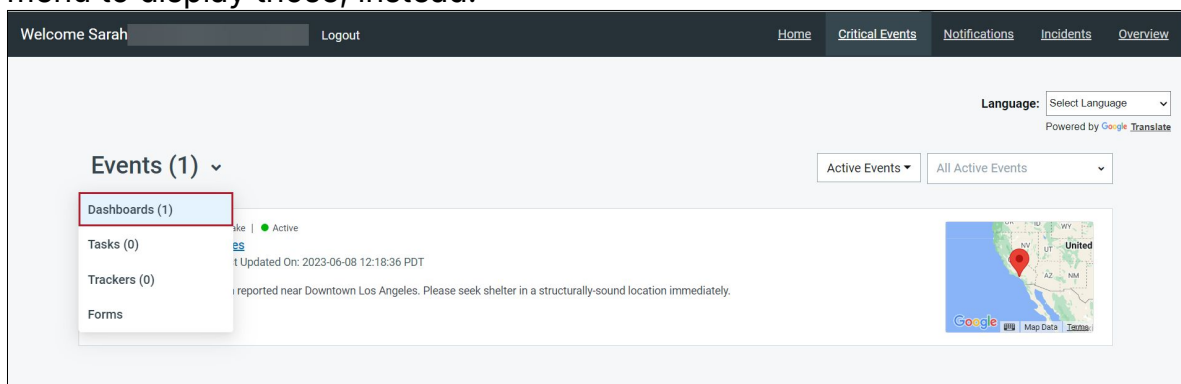 menu to display those, instead.
Welcome Sarah Logout Home Critical Events Notifications Incidents Overview
Language: Select Language
Powered by Google Translate
Events (1) Active Events All Active Events
Dashboards (1)
ake | Active
Tasks (0)
es
t Updated On: 2023-06-08 12:18:36 PDT
Trackers (0)
reported near Downtown Los Angeles. Please seek shelter in a structurally-sound location immediately.
Forms
ID WY
NV UT United
AZ NM
Google Map Data Terms